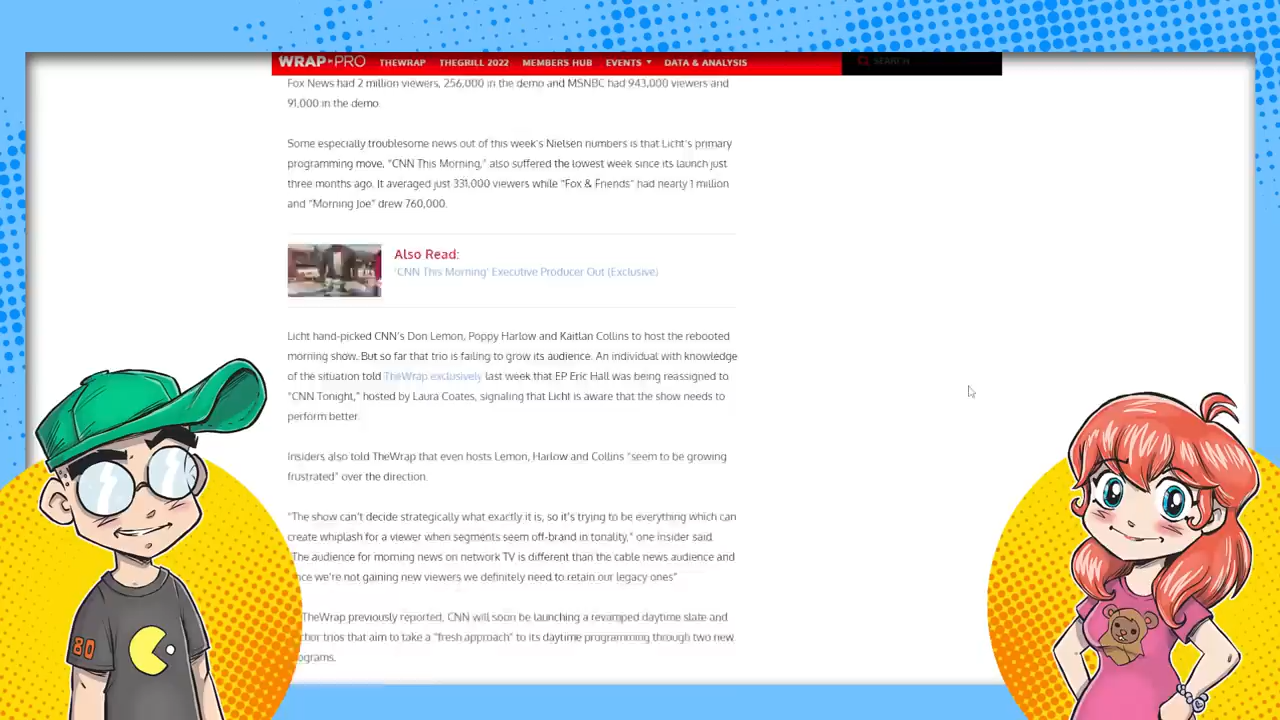 WRAP PRO THEWRAP THEGRILL 2022 MEMBERS HUB EVENTS DATA & ANALYSIS SEARCH
Fox News had 2 million viewers, 256,000 in the demo and MSNBC had 943,000 viewers and
91,000 in the demo.
Some especially troublesome news out of this week's Nielsen numbers is that Licht's primary
programming move, "CNN This Morning," also suffered the lowest week since its launch just
three months ago. It averaged just 331,000 viewers while "Fox & Friends" had nearly 1 million
and "Morning Joe" drew 760,000.
Also Read:
'CNN This Morning' Executive Producer Out (Exclusive)
Licht hand-picked CNN's Don Lemon, Poppy Harlow and Kaitlan Collins to host the rebooted
morning show. But so far that trio is failing to grow its audience. An individual with knowledge
of the situation told TheWrap exclusively last week that EP Eric Hall was being reassigned to
"CNN Tonight," hosted by Laura Coates, signaling that Licht is aware that the show needs to
perform better.
Insiders also told TheWrap that even hosts Lemon, Harlow and Collins "seem to be growing
frustrated" over the direction.
"The show can't decide strategically what exactly it is, so it's trying to be everything which can
create whiplash for a viewer when segments seem off-brand in tonality," one insider said.
"The audience for morning news on network TV is different than the cable news audience and
we're not gaining new viewers we definitely need to retain our legacy ones"
TheWrap previously reported, CNN will soon be launching a revamped daytime slate and
trios that aim to take a "fresh approach" to its daytime programming through two new
80